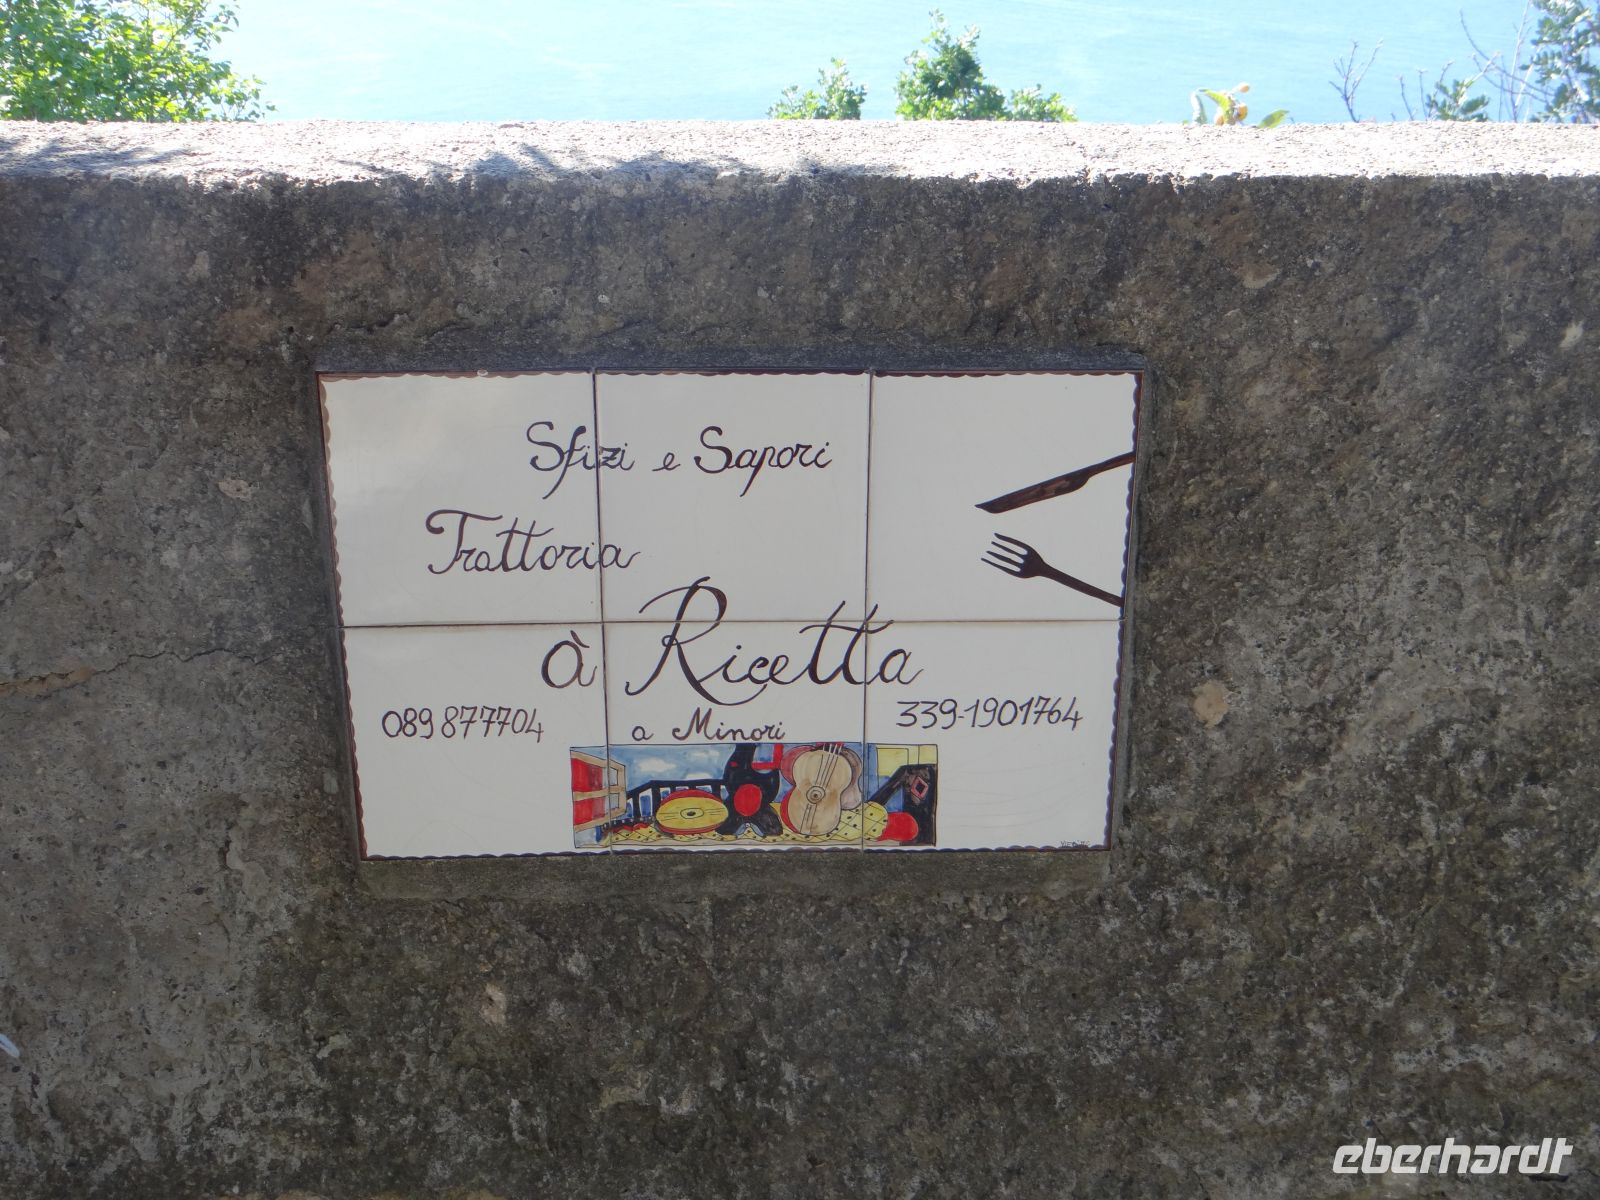 Sfizi e Sapori
Trattoria
à Ricetta
089 877704
a Minori
339-1901764
eberhardt